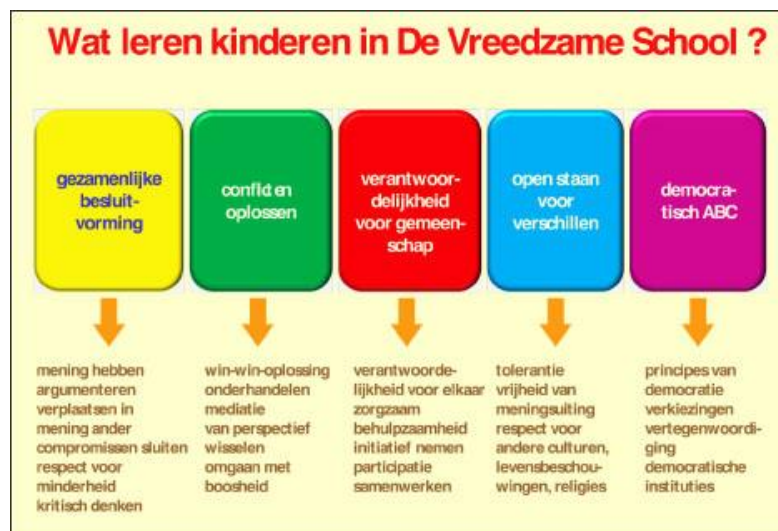 Wat leren kinderen in De Vreedzame School ?
gezamenlijke
besluit-
vorming
conflicten
oplossen
verantwoor-
delijkheid
voor gemeen-
schap
open staan
voor
verschillen
democra-
tisch ABC
mening hebben
argumenteren
verplaatsen in
mening ander
compromissen sluiten
respect voor
minderheid
kritisch denken
win-win-oplossing
onderhandelen
mediatie
van perspectief
wisselen
omgaan met
boosheid
verantwoorde-
lijkheid voor elkaar
zorgzaam
behulpzaamheid
initiatief nemen
participatie
samenwerken
tolerantie
vrijheid van
meningsuiting
respect voor
andere culturen,
levensbeschou-
wingen, religies
principes van
democratie
verkiezingen
vertegenwoordi-
ging
democratische
instituties